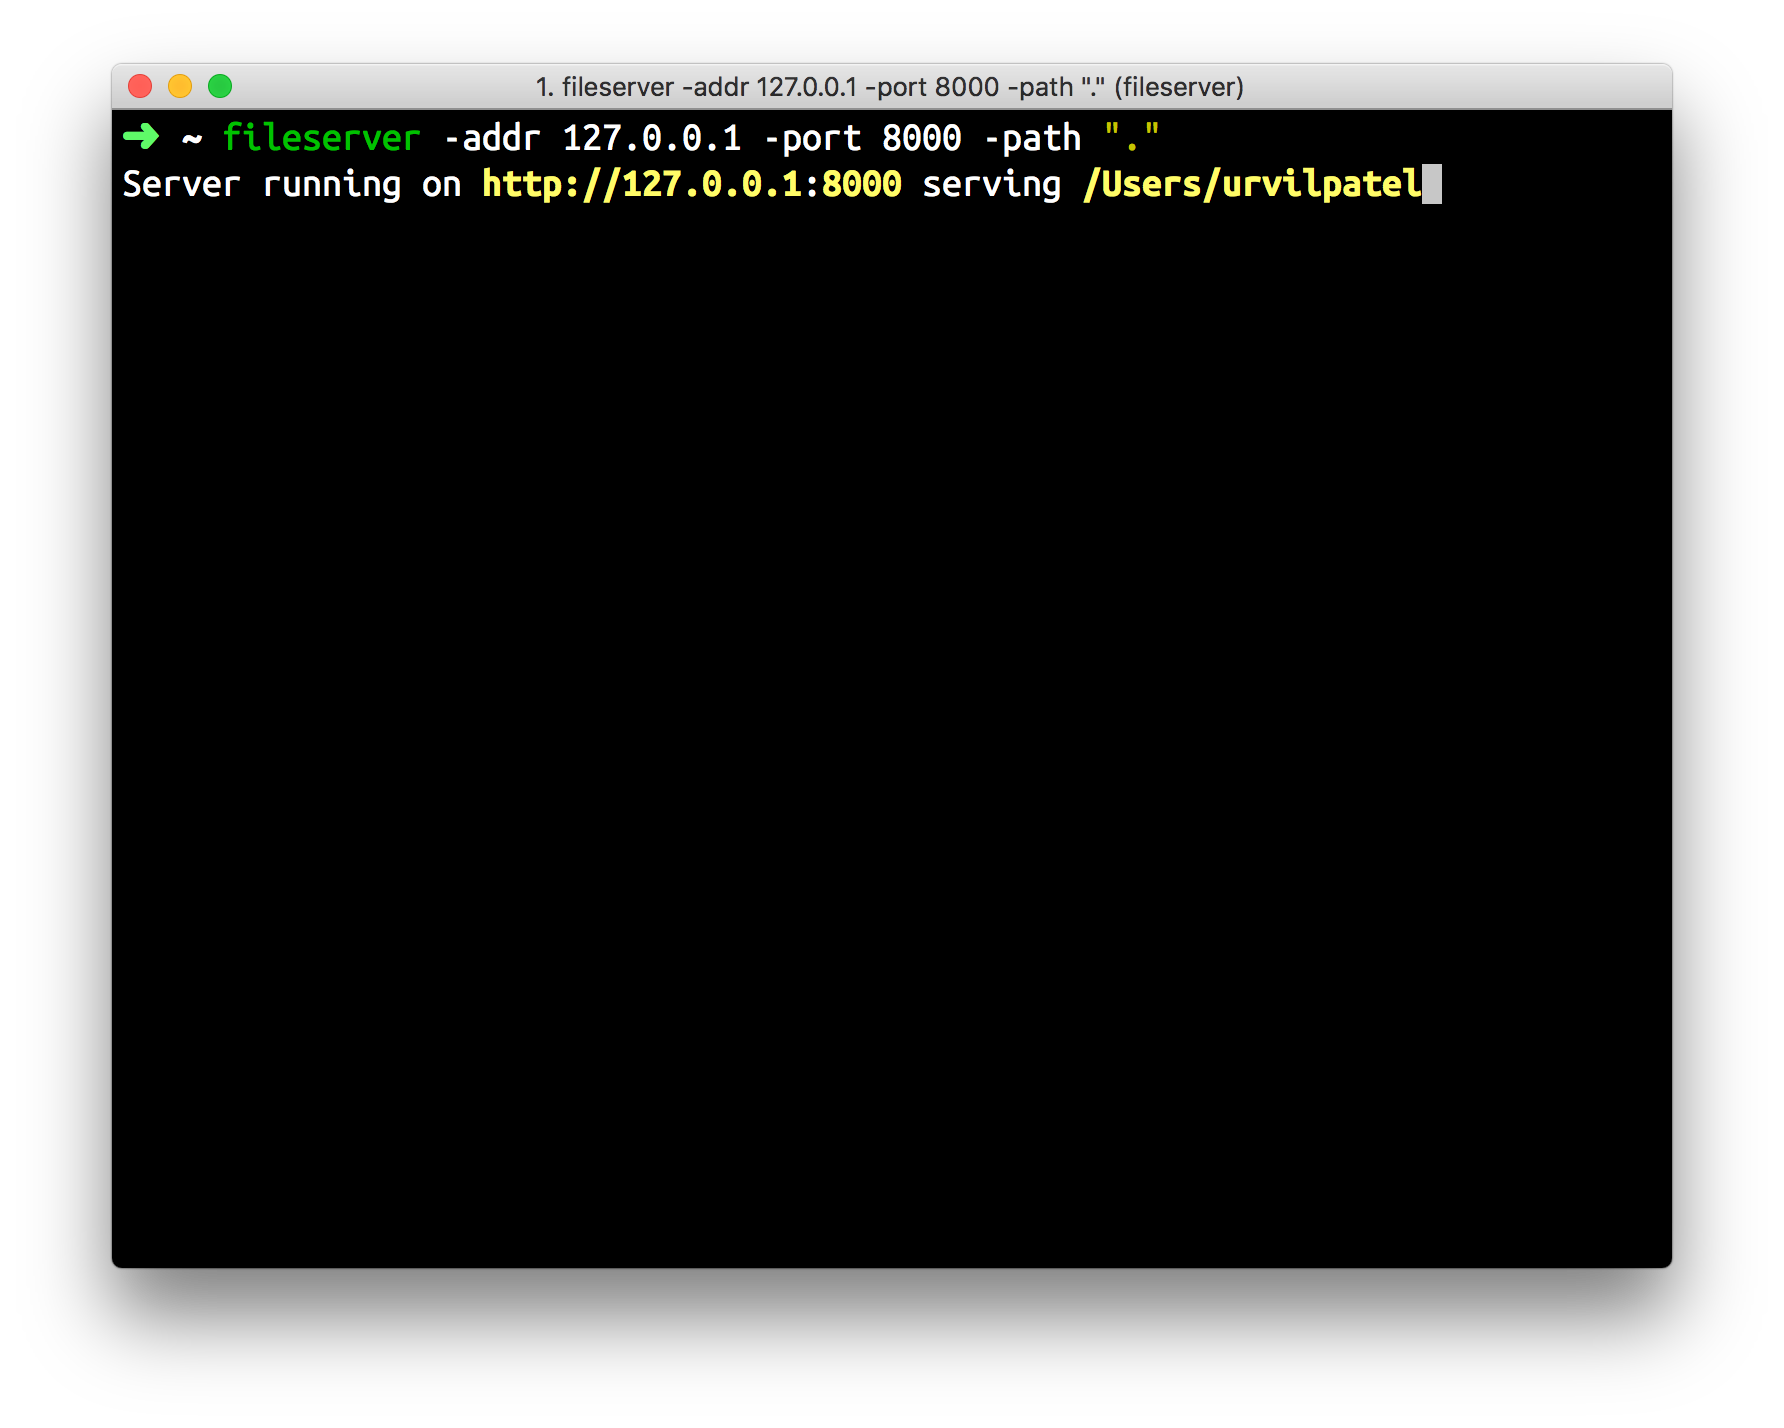 1. fileserver -addr 127.0.0.1 -port 8000 -path "." (fileserver)
➜ ~ fileserver -addr 127.0.0.1 -port 8000 -path "."
Server running on http://127.0.0.1:8000 serving /Users/urvilpatel